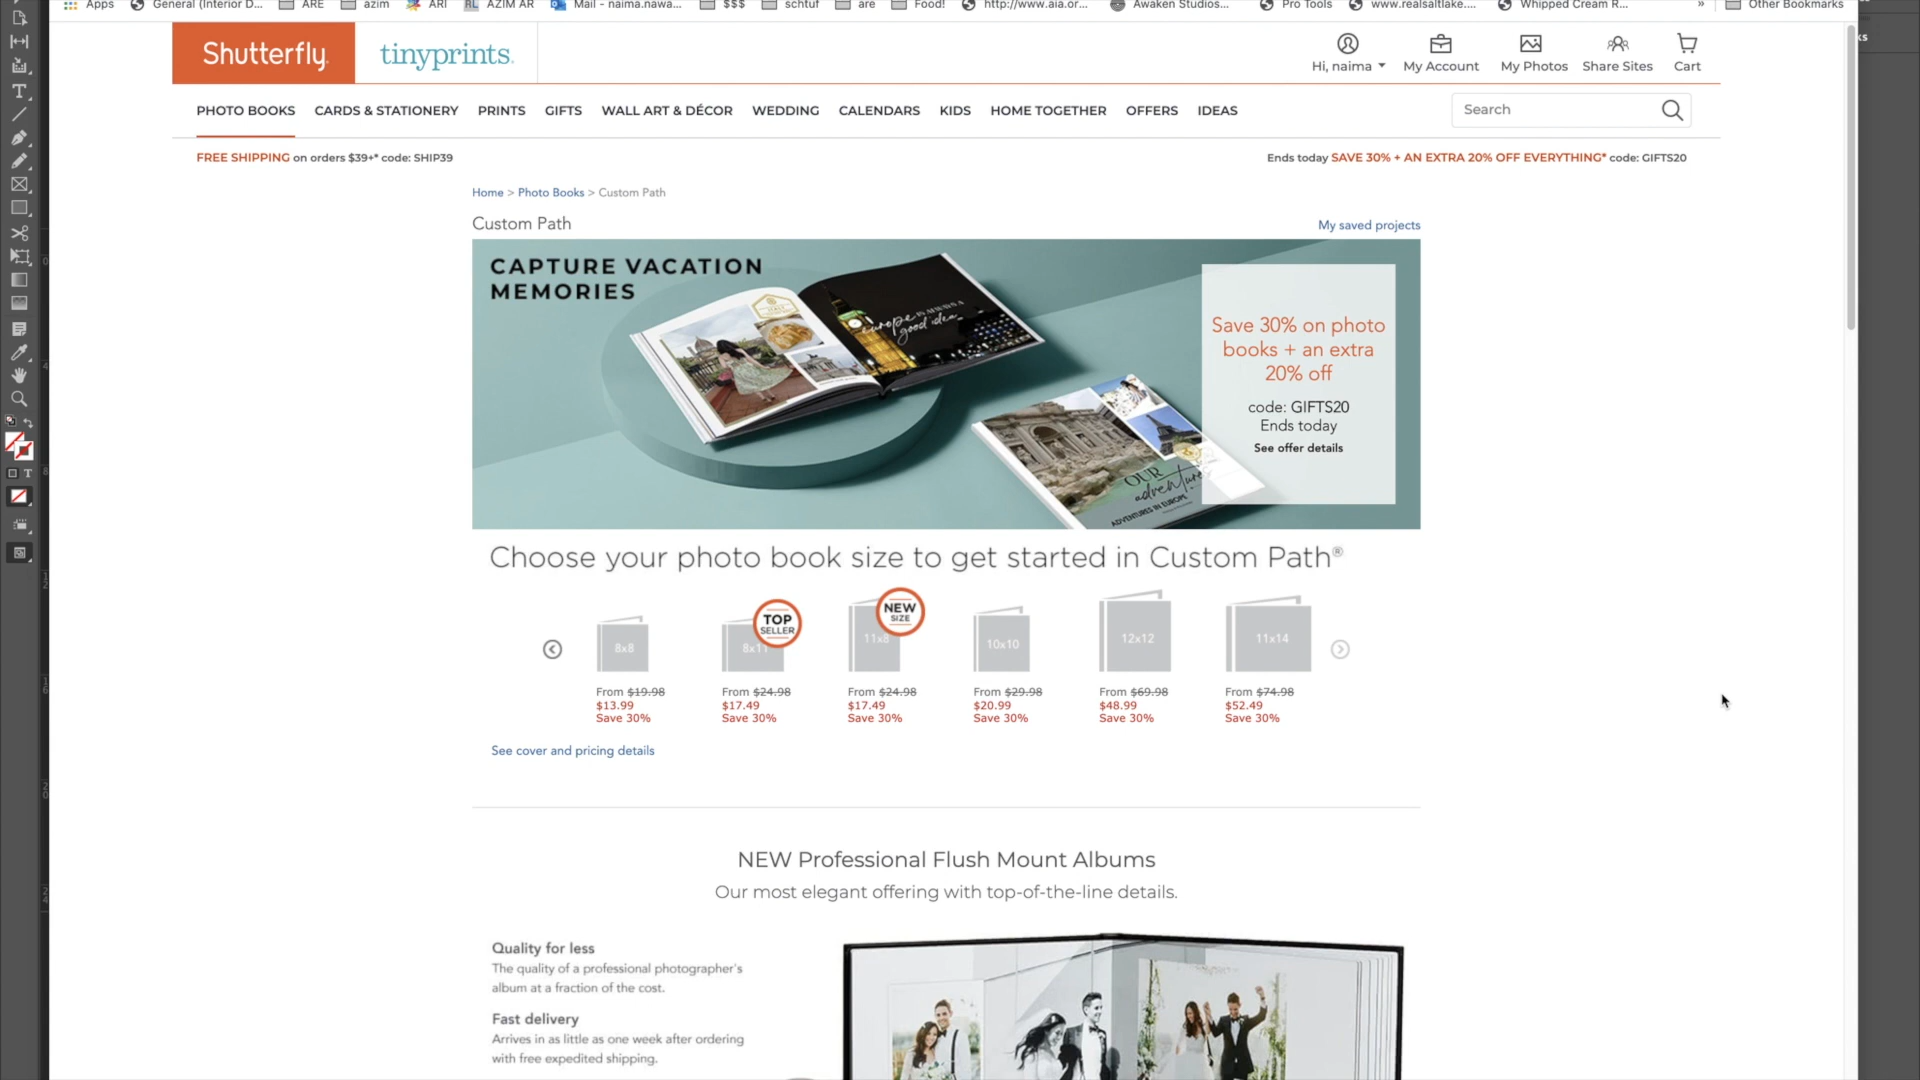 Apps General (Interior D... ARE azim ARI RL AZIM AR Mail - naima.nawa... $$$ schtuf are Food! http://www.aia.or... Awaken Studios... Pro Tools www.realsaltlake.... Whipped Cream R... » Other Bookmarks
Shutterfly. tinyprints.
Hi, naima My Account My Photos Share Sites Cart
PHOTO BOOKS CARDS & STATIONERY PRINTS GIFTS WALL ART & DÉCOR WEDDING CALENDARS KIDS HOME TOGETHER OFFERS IDEAS Search
FREE SHIPPING on orders $39+* code: SHIP39 Ends today SAVE 30% + AN EXTRA 20% OFF EVERYTHING* code: GIFTS20
Home > Photo Books > Custom Path
Custom Path My saved projects
CAPTURE VACATION
MEMORIES
europe
good idea
Save 30% on photo
books + an extra
20% off
code: GIFTS20
Ends today
See offer details
OUR
adventure
ADVENTURES IN EUROPE
Choose your photo book size to get started in Custom Path®
TOP
SELLER
NEW
SIZE
8x8 8x11 11x8 10x10 12x12 11x14
From $19.98 From $24.98 From $24.98 From $29.98 From $69.98 From $74.98
$13.99 $17.49 $17.49 $20.99 $48.99 $52.49
Save 30% Save 30% Save 30% Save 30% Save 30% Save 30%
See cover and pricing details
NEW Professional Flush Mount Albums
Our most elegant offering with top-of-the-line details.
Quality for less
The quality of a professional photographer's
album at a fraction of the cost.
Fast delivery
Arrives in as little as one week after ordering
with free expedited shipping.